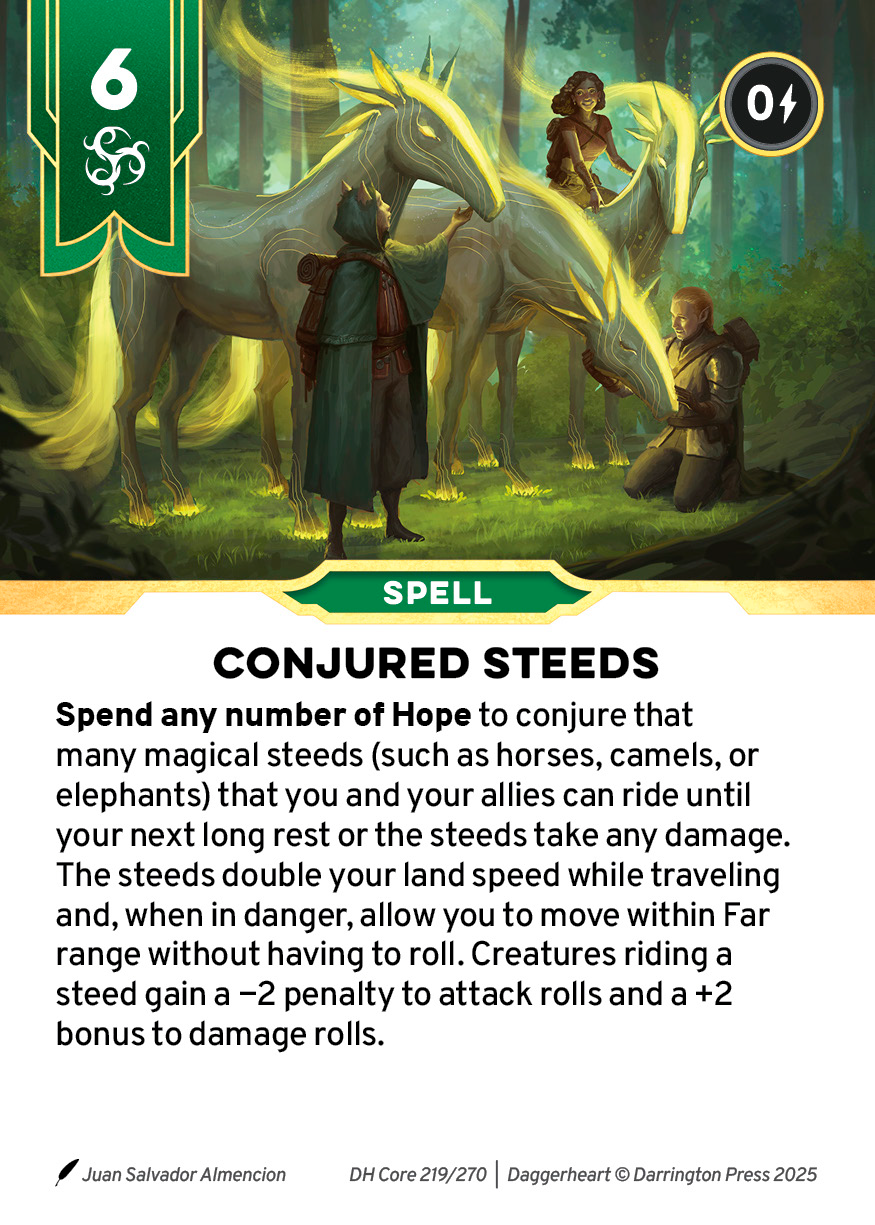 6
0
SPELL
CONJURED STEEDS
Spend any number of Hope to conjure that
many magical steeds (such as horses, camels, or
elephants) that you and your allies can ride until
your next long rest or the steeds take any damage.
The steeds double your land speed while traveling
and, when in danger, allow you to move within Far
range without having to roll. Creatures riding a
steed gain a −2 penalty to attack rolls and a +2
bonus to damage rolls.
Juan Salvador Almencion DH Core 219/270 | Daggerheart © Darrington Press 2025